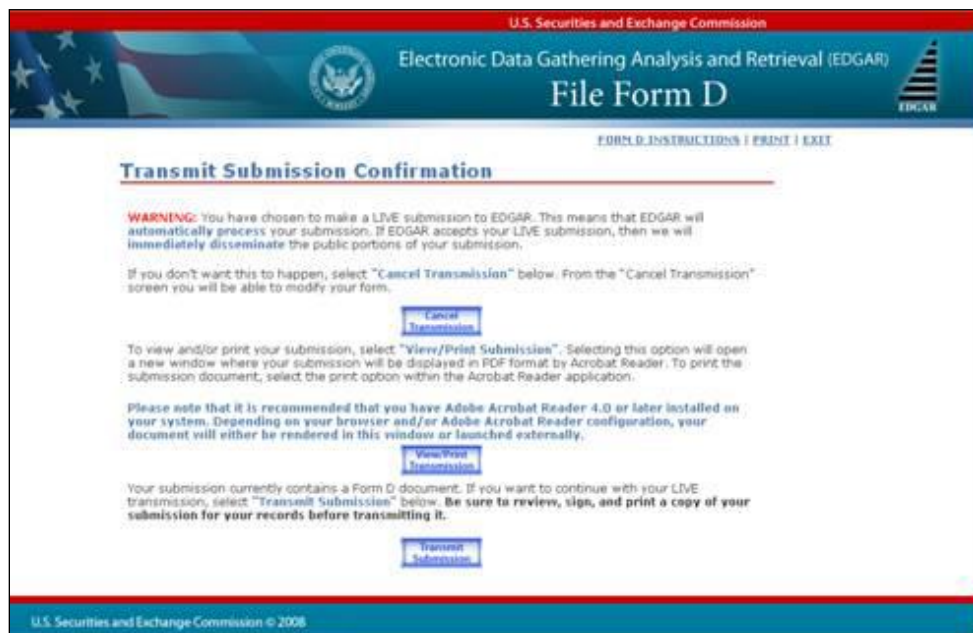 U.S. Securities and Exchange Commission
Electronic Data Gathering Analysis and Retrieval (EDGAR)
File Form D
EDGAR
FORM D INSTRUCTIONS | PRINT | EXIT
Transmit Submission Confirmation
WARNING: You have chosen to make a LIVE submission to EDGAR. This means that EDGAR will
automatically process your submission. If EDGAR accepts your LIVE submission, then we will
immediately disseminate the public portions of your submission.
If you don't want this to happen, select "Cancel Transmission" below. From the "Cancel Transmission"
screen you will be able to modify your form.
Cancel
Transmission
To view and/or print your submission, select "View/Print Submission". Selecting this option will open
a new window where your submission will be displayed in PDF format by Acrobat Reader. To print the
submission document, select the print option within the Acrobat Reader application.
Please note that it is recommended that you have Adobe Acrobat Reader 4.0 or later installed on
your system. Depending on your browser and/or Adobe Acrobat Reader configuration, your
document will either be rendered in this window or launched externally.
View/Print
Transmission
Your submission currently contains a Form D document. If you want to continue with your LIVE
transmission, select "Transmit Submission" below. Be sure to review, sign, and print a copy of your
submission for your records before transmitting it.
Transmit
Submission
U.S. Securities and Exchange Commission © 2008